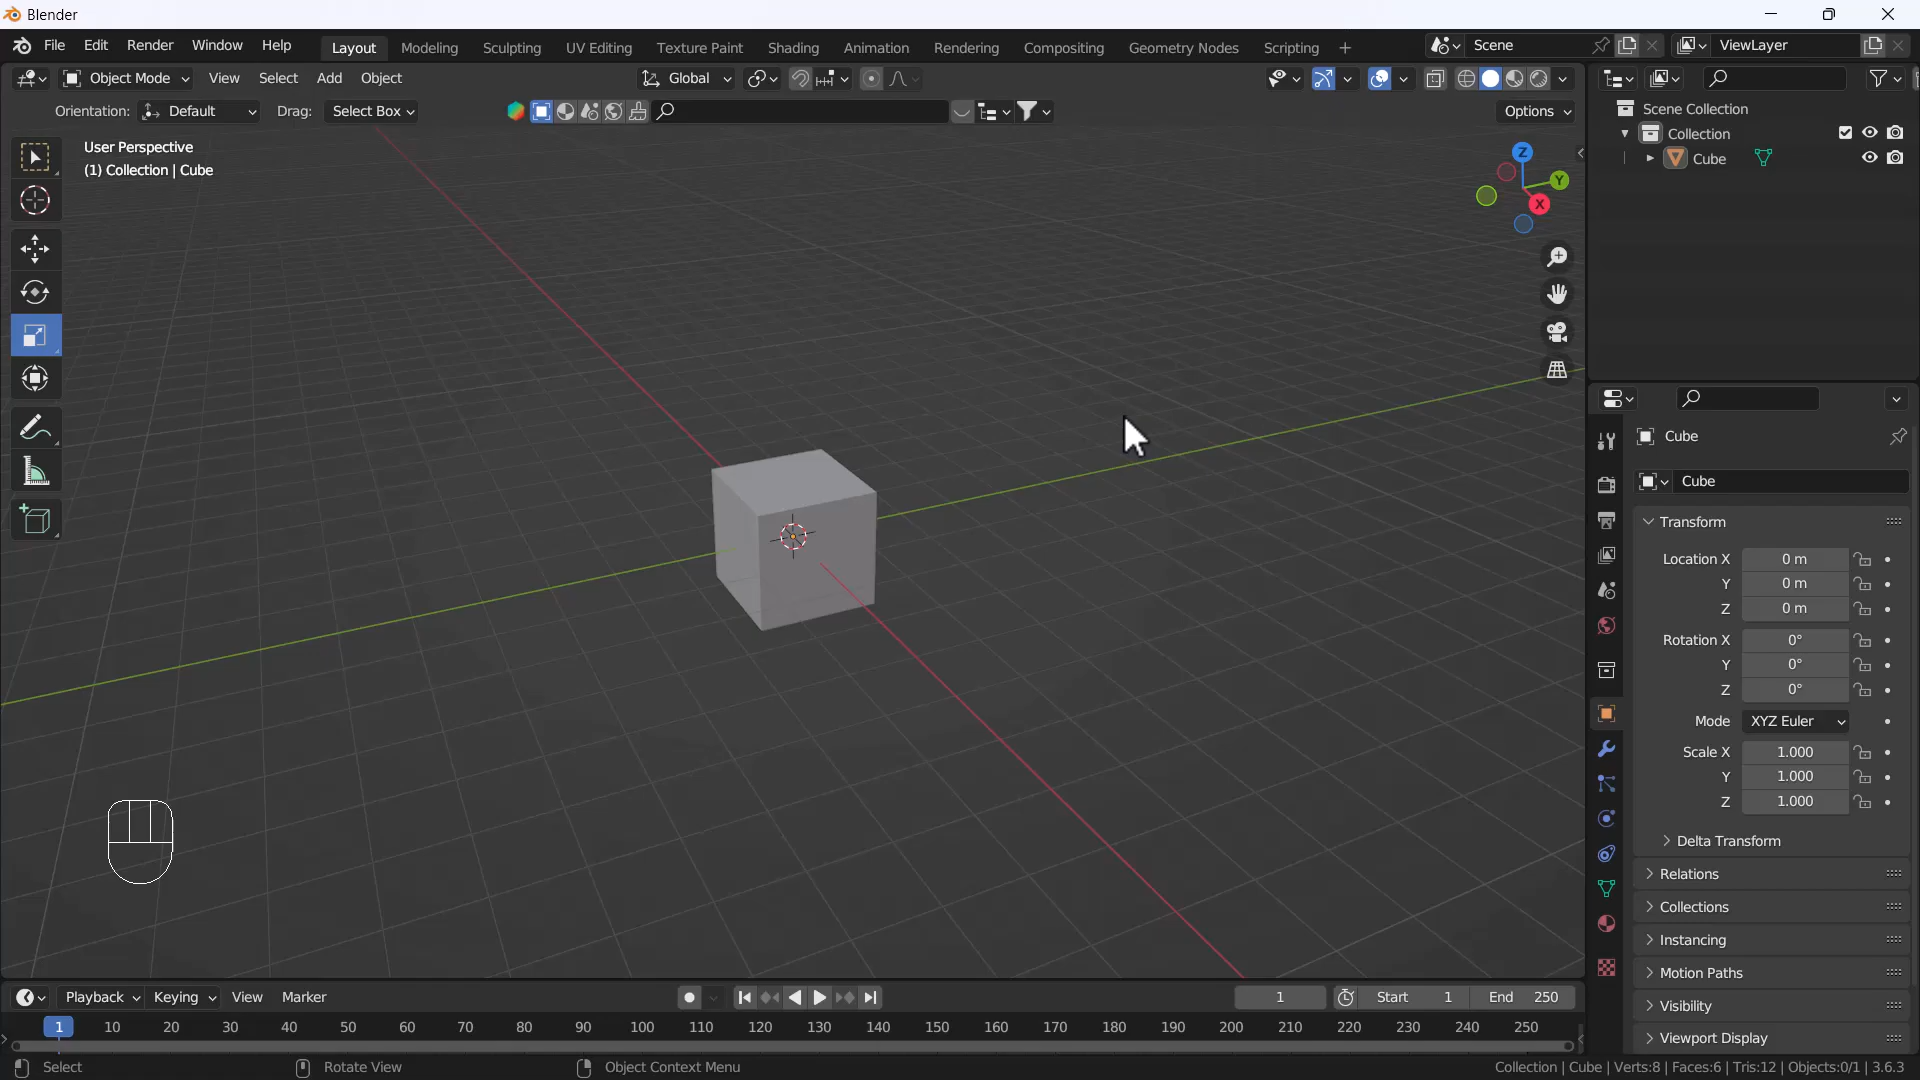 Blender
File Edit Render Window Help Layout Modeling Sculpting UV Editing Texture Paint Shading Animation Rendering Compositing Geometry Nodes Scripting + Scene ViewLayer
Object Mode View Select Add Object Global
Orientation: Default Drag: Select Box Options
User Perspective
(1) Collection | Cube
Z
Y
X
Scene Collection
Collection
Cube
Cube
Cube
Transform
Location X 0 m
Y 0 m
Z 0 m
Rotation X 0°
Y 0°
Z 0°
Mode XYZ Euler
Scale X 1.000
Y 1.000
Z 1.000
Delta Transform
Relations
Collections
Instancing
Motion Paths
Visibility
Viewport Display
Playback Keying View Marker 1 Start 1 End 250
1 10 20 30 40 50 60 70 80 90 100 110 120 130 140 150 160 170 180 190 200 210 220 230 240 250
Select Rotate View Object Context Menu Collection | Cube | Verts:8 | Faces:6 | Tris:12 | Objects:0/1 | 3.6.3